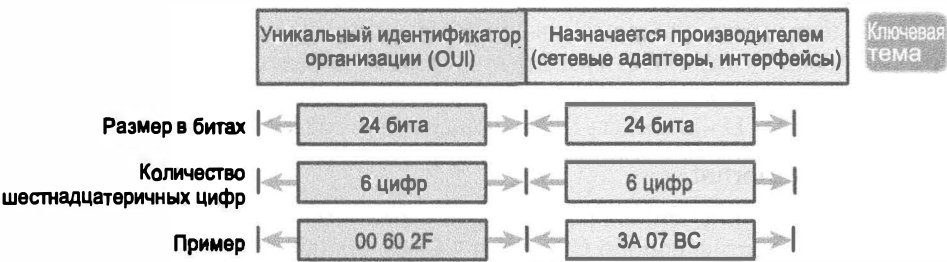 Уникальный идентификатор
организации (OUI)
Назначается производителем
(сетевые адаптеры, интерфейсы)
Ключевая
тема
Размер в битах
24 бита
24 бита
Количество
шестнадцатеричных цифр
6 цифр
6 цифр
Пример
00 60 2F
3A 07 BC